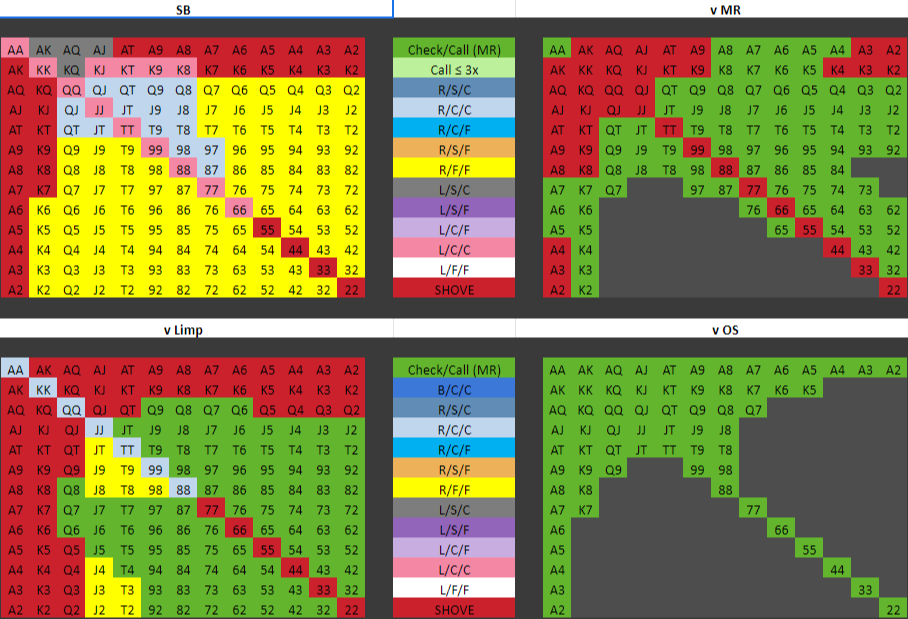 SB v MR
AA AK AQ AJ AT A9 A8 A7 A6 A5 A4 A3 A2 Check/Call (MR) AA AK AQ AJ AT A9 A8 A7 A6 A5 A4 A3 A2
AK KK KQ KJ KT K9 K8 K7 K6 K5 K4 K3 K2 Call ≤ 3x AK KK KQ KJ KT K9 K8 K7 K6 K5 K4 K3 K2
AQ KQ QQ QJ QT Q9 Q8 Q7 Q6 Q5 Q4 Q3 Q2 R/S/C AQ KQ QQ QJ QT Q9 Q8 Q7 Q6 Q5 Q4 Q3 Q2
AJ KJ QJ JJ JT J9 J8 J7 J6 J5 J4 J3 J2 R/C/C AJ KJ QJ JJ JT J9 J8 J7 J6 J5 J4 J3 J2
AT KT QT JT TT T9 T8 T7 T6 T5 T4 T3 T2 R/C/F AT KT QT JT TT T9 T8 T7 T6 T5 T4 T3 T2
A9 K9 Q9 J9 T9 99 98 97 96 95 94 93 92 R/S/F A9 K9 Q9 J9 T9 99 98 97 96 95 94 93 92
A8 K8 Q8 J8 T8 98 88 87 86 85 84 83 82 R/F/F A8 K8 Q8 J8 T8 98 88 87 86 85 84
A7 K7 Q7 J7 T7 97 87 77 76 75 74 73 72 L/S/C A7 K7 Q7 97 87 77 76 75 74 73
A6 K6 Q6 J6 T6 96 86 76 66 65 64 63 62 L/S/F A6 K6 76 66 65 64 63 62
A5 K5 Q5 J5 T5 95 85 75 65 55 54 53 52 L/C/F A5 K5 65 55 54 53 52
A4 K4 Q4 J4 T4 94 84 74 64 54 44 43 42 L/C/C A4 K4 44 43 42
A3 K3 Q3 J3 T3 93 83 73 63 53 43 33 32 L/F/F A3 K3 33 32
A2 K2 Q2 J2 T2 92 82 72 62 52 42 32 22 SHOVE A2 K2 22
v Limp v OS
AA AK AQ AJ AT A9 A8 A7 A6 A5 A4 A3 A2 Check/Call (MR) AA AK AQ AJ AT A9 A8 A7 A6 A5 A4 A3 A2
AK KK KQ KJ KT K9 K8 K7 K6 K5 K4 K3 K2 B/C/C AK KK KQ KJ KT K9 K8 K7 K6 K5
AQ KQ QQ QJ QT Q9 Q8 Q7 Q6 Q5 Q4 Q3 Q2 R/S/C AQ KQ QQ QJ QT Q9 Q8 Q7
AJ KJ QJ JJ JT J9 J8 J7 J6 J5 J4 J3 J2 R/C/C AJ KJ QJ JJ JT J9 J8
AT KT QT JT TT T9 T8 T7 T6 T5 T4 T3 T2 R/C/F AT KT QT JT TT T9 T8
A9 K9 Q9 J9 T9 99 98 97 96 95 94 93 92 R/S/F A9 K9 Q9 99 98
A8 K8 Q8 J8 T8 98 88 87 86 85 84 83 82 R/F/F A8 K8 88
A7 K7 Q7 J7 T7 97 87 77 76 75 74 73 72 L/S/C A7 K7 77
A6 K6 Q6 J6 T6 96 86 76 66 65 64 63 62 L/S/F A6 66
A5 K5 Q5 J5 T5 95 85 75 65 55 54 53 52 L/C/F A5 55
A4 K4 Q4 J4 T4 94 84 74 64 54 44 43 42 L/C/C A4 44
A3 K3 Q3 J3 T3 93 83 73 63 53 43 33 32 L/F/F A3 33
A2 K2 Q2 J2 T2 92 82 72 62 52 42 32 22 SHOVE A2 22